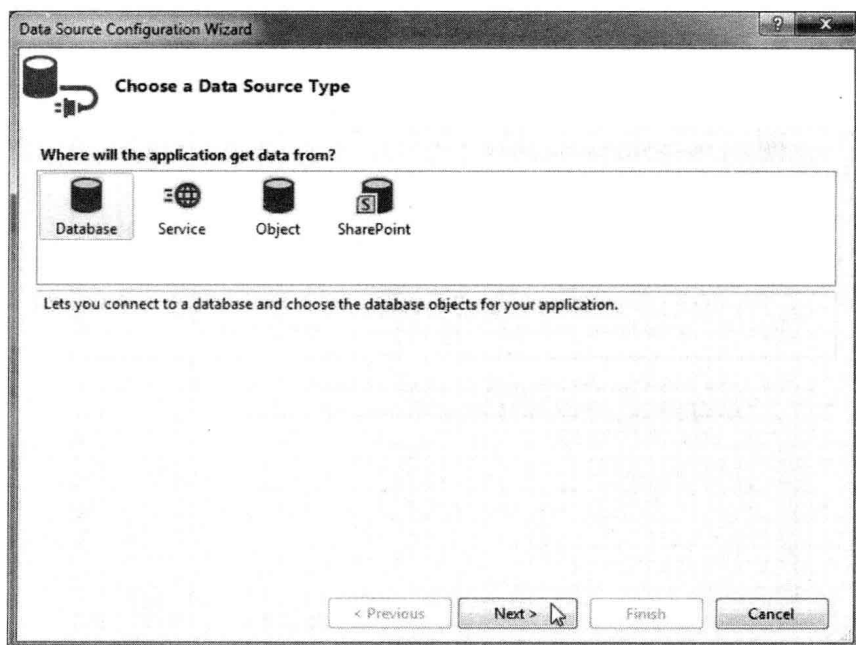 Data Source Configuration Wizard
Choose a Data Source Type
Where will the application get data from?
Database Service Object SharePoint
Lets you connect to a database and choose the database objects for your application.
< Previous Next > Finish Cancel